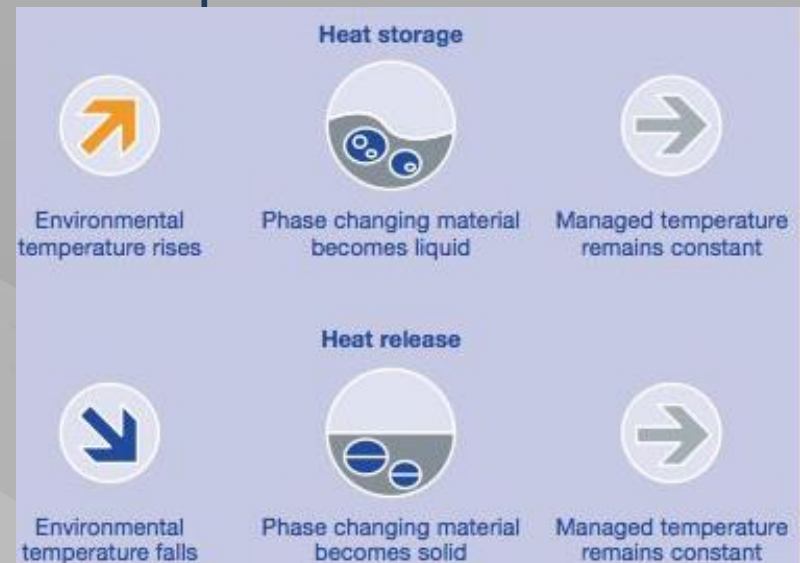 Heat storage
Environmental
temperature rises
Phase changing material
becomes liquid
Managed temperature
remains constant
Heat release
Environmental
temperature falls
Phase changing material
becomes solid
Managed temperature
remains constant